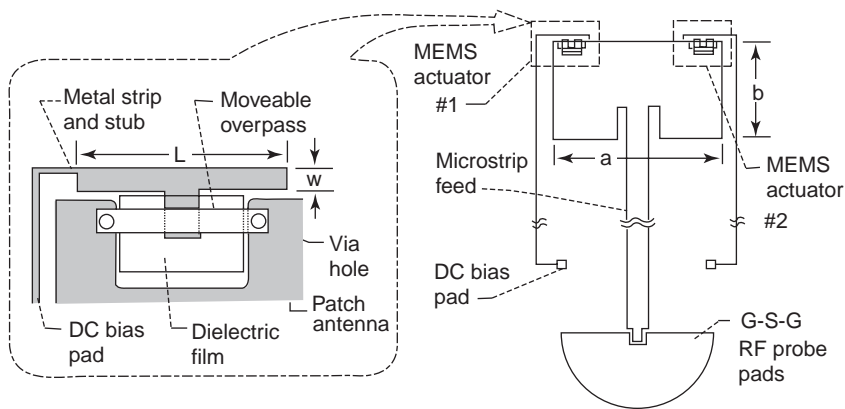 Metal strip
and stub
Moveable
overpass
L
w
Via
hole
Patch
antenna
DC bias
pad
Dielectric
film
MEMS
actuator
#1
b
a
Microstrip
feed
MEMS
actuator
#2
DC bias
pad
G-S-G
RF probe
pads